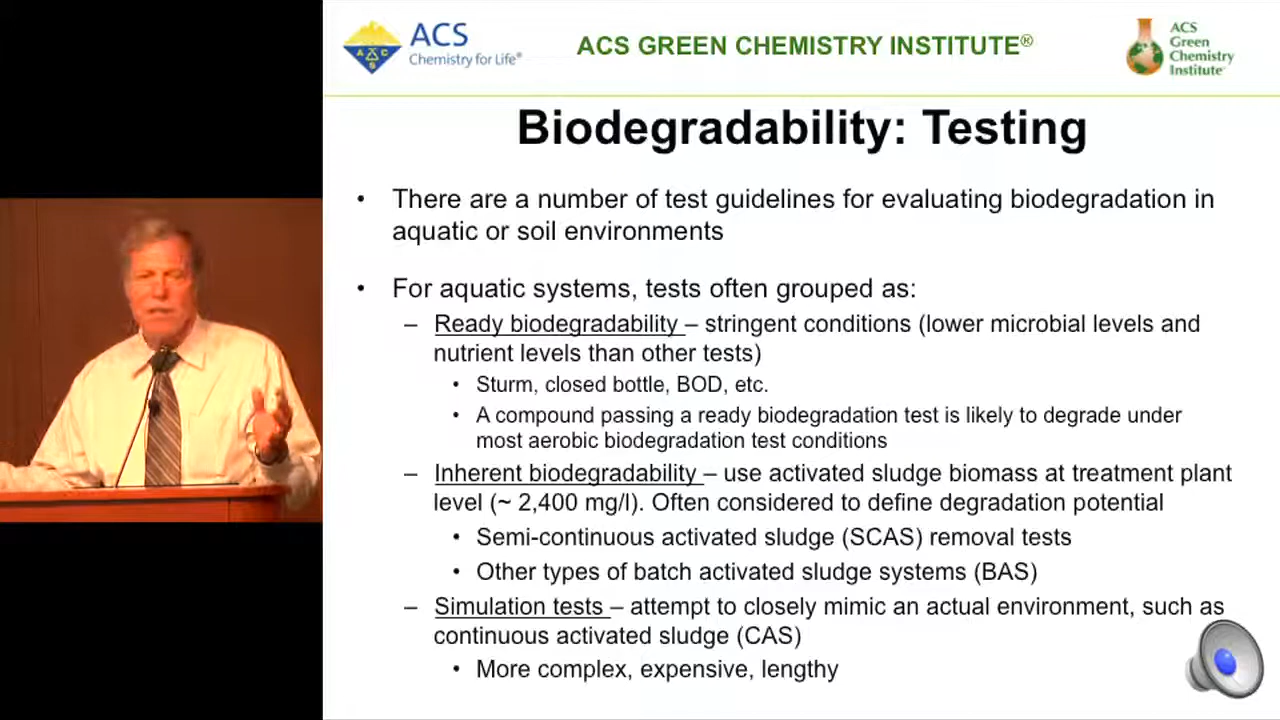 ACS
Chemistry for Life®
A C S
S
ACS GREEN CHEMISTRY INSTITUTE®
ACS
Green
Chemistry
Institute
Biodegradability: Testing
• There are a number of test guidelines for evaluating biodegradation in
aquatic or soil environments
• For aquatic systems, tests often grouped as:
– Ready biodegradability – stringent conditions (lower microbial levels and
nutrient levels than other tests)
• Sturm, closed bottle, BOD, etc.
• A compound passing a ready biodegradation test is likely to degrade under
most aerobic biodegradation test conditions
– Inherent biodegradability – use activated sludge biomass at treatment plant
level (~ 2,400 mg/l). Often considered to define degradation potential
• Semi-continuous activated sludge (SCAS) removal tests
• Other types of batch activated sludge systems (BAS)
– Simulation tests – attempt to closely mimic an actual environment, such as
continuous activated sludge (CAS)
• More complex, expensive, lengthy